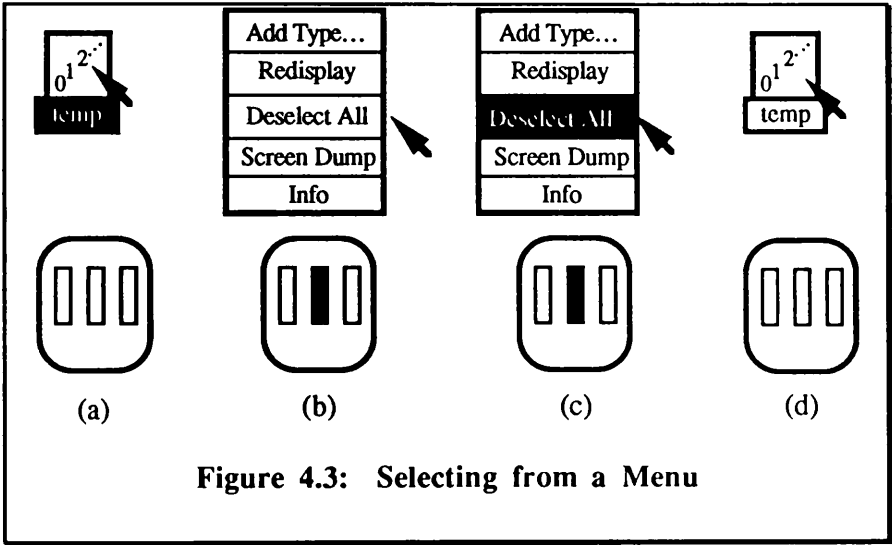 0 1 2...
temp
Add Type...
Redisplay
Deselect All
Screen Dump
Info
Add Type...
Redisplay
Deselect All
Screen Dump
Info
0 1 2...
temp
(a)
(b)
(c)
(d)
Figure 4.3: Selecting from a Menu